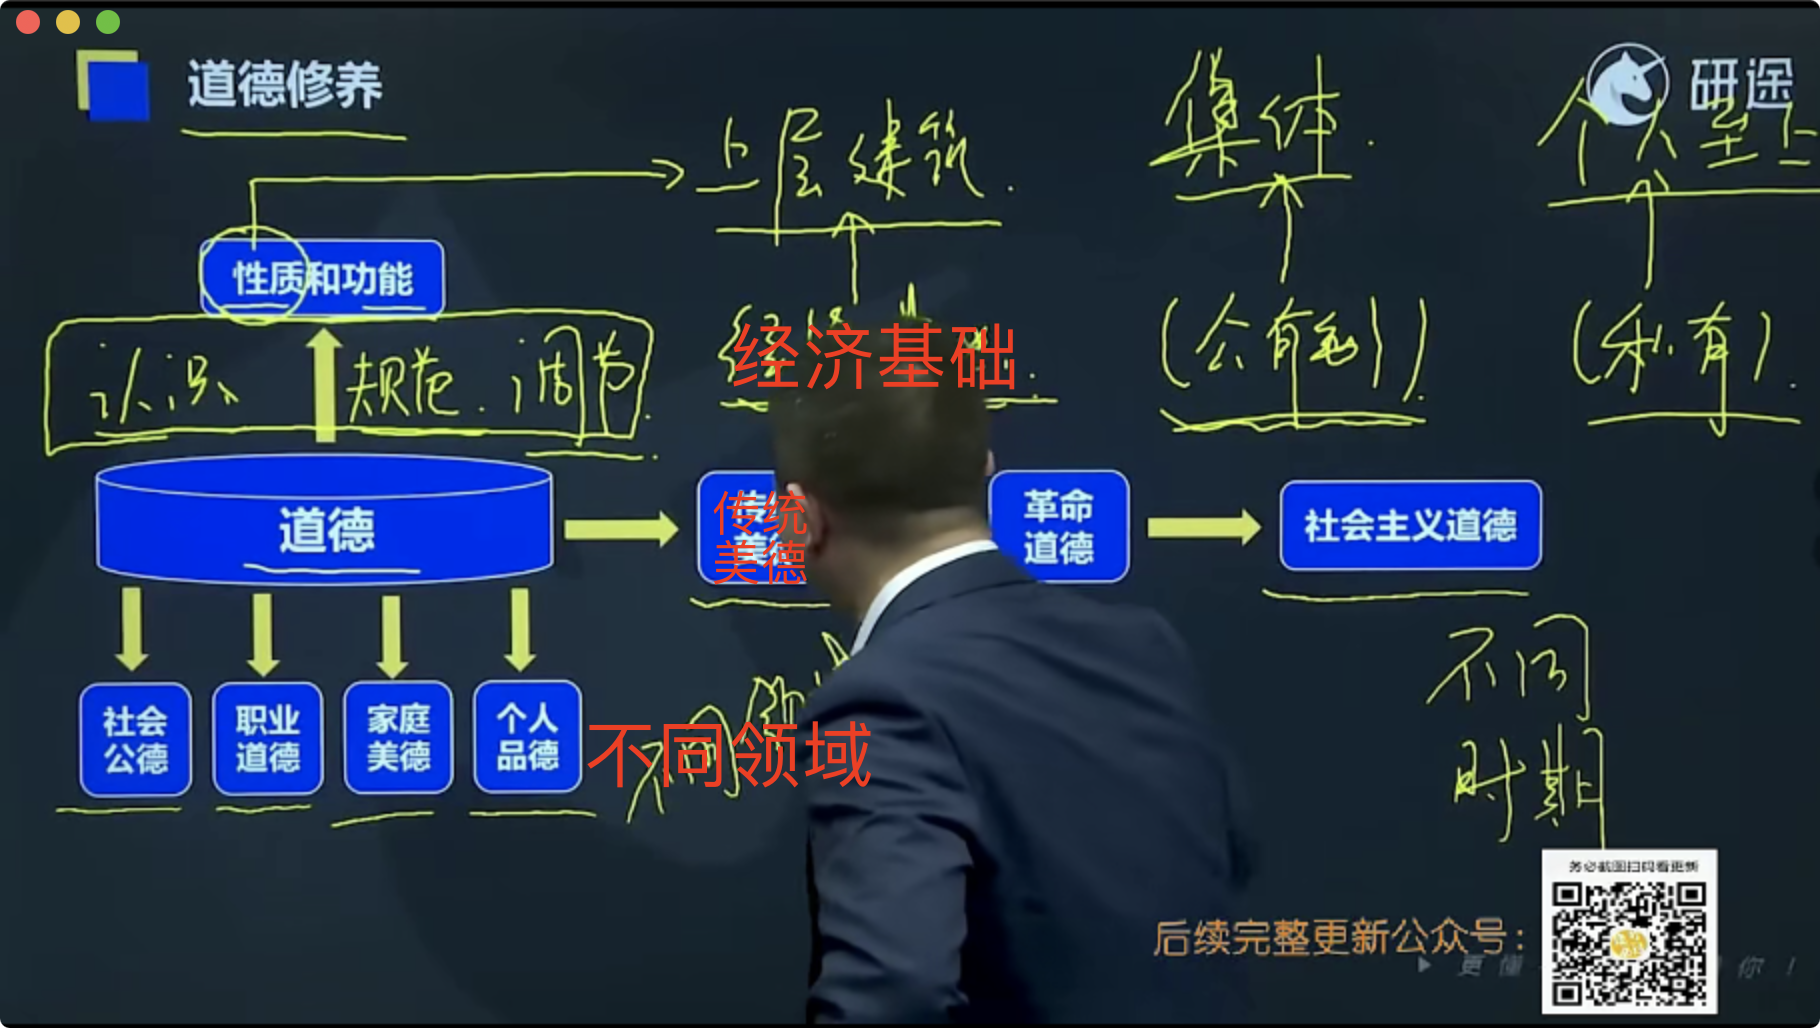 道德修养
研途
上层建筑.
集体.
个人至上
性质和功能
认识
规范.调节.
经济基础
(公有制)
(私有).
道德
传统
美德
革命
道德
社会主义道德
社会
公德
职业
道德
家庭
美德
个人
品德
不同领域
不同
时期
务必截图扫码看更新
后续完整更新公众号：
更懂
你！